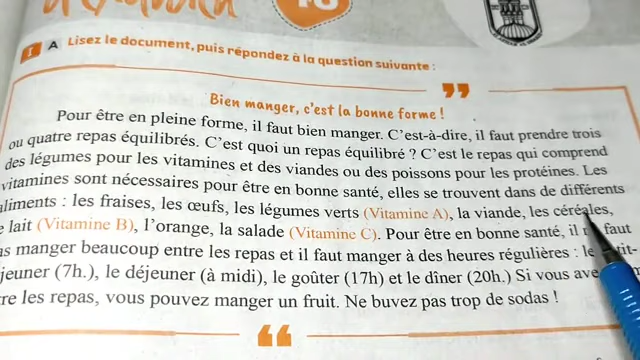 18
I A Lisez le document, puis répondez à la question suivante :
Bien manger, c'est la bonne forme !
Pour être en pleine forme, il faut bien manger. C'est-à-dire, il faut prendre trois
ou quatre repas équilibrés. C'est quoi un repas équilibré ? C'est le repas qui comprend
des légumes pour les vitamines et des viandes ou des poissons pour les protéines. Les
vitamines sont nécessaires pour être en bonne santé, elles se trouvent dans de différents
aliments : les fraises, les œufs, les légumes verts (Vitamine A), la viande, les céréales,
lait (Vitamine B), l'orange, la salade (Vitamine C). Pour être en bonne santé, il faut
manger beaucoup entre les repas et il faut manger à des heures régulières : le
jeuner (7h.), le déjeuner (à midi), le goûter (17h) et le dîner (20h.) Si vous
les repas, vous pouvez manger un fruit. Ne buvez pas trop de sodas !